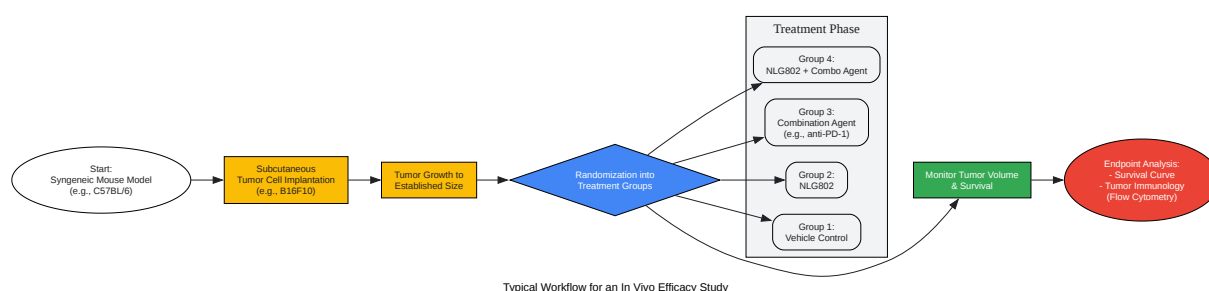 Start:
Syngeneic Mouse Model
(e.g., C57BL/6)
Subcutaneous
Tumor Cell Implantation
(e.g., B16F10)
Tumor Growth to
Established Size
Randomization into
Treatment Groups
Treatment Phase
Group 4:
NLG802 + Combo Agent
Group 3:
Combination Agent
(e.g., anti-PD-1)
Group 2:
NLG802
Group 1:
Vehicle Control
Monitor Tumor Volume
& Survival
Endpoint Analysis:
- Survival Curve
- Tumor Immunology
(Flow Cytometry)
Typical Workflow for an In Vivo Efficacy Study